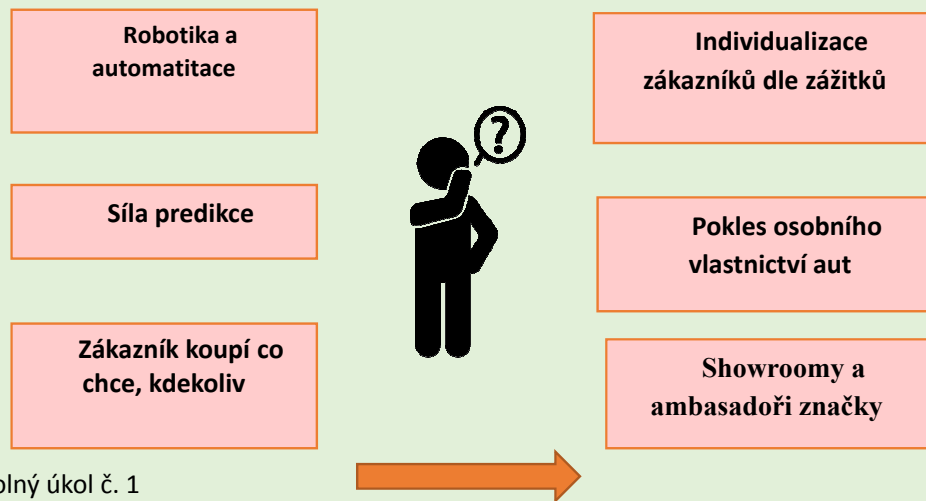 Robotika a
automatitace
Síla predikce
Zákazník koupí co
chce, kdekoliv
?
Individualizace
zákazníků dle zážitků
Pokles osobního
vlastnictví aut
Showroomy a
ambasadoři značky
úkol č. 1